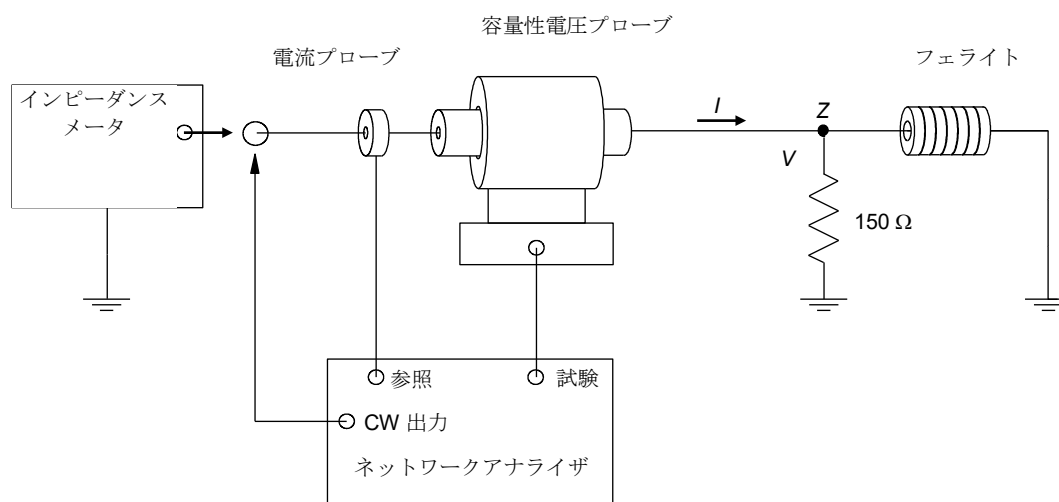 容量性電圧プローブ
電流プローブ
フェライト
インピーダンス
メータ
I
Z
V
150 Ω
参照
試験
CW 出力
ネットワークアナライザ